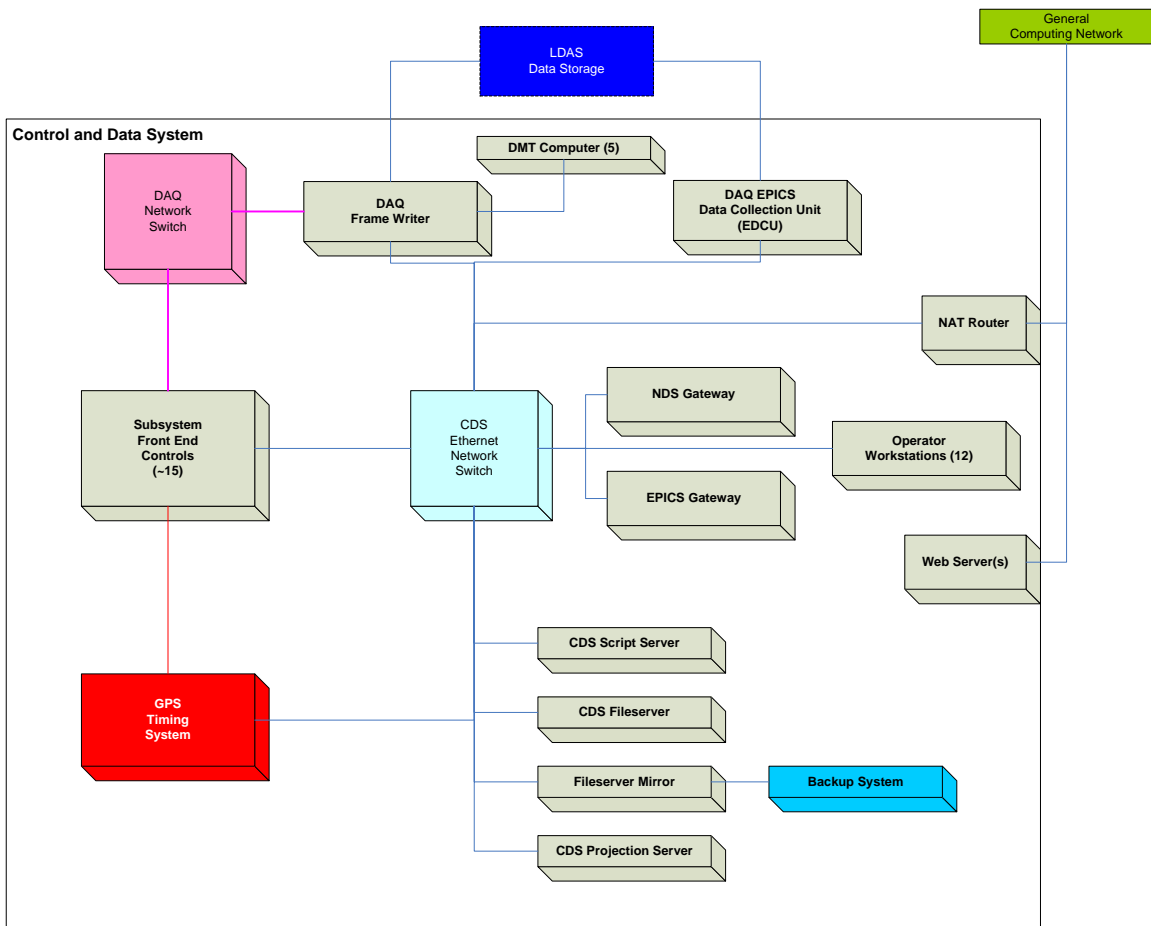 General
Computing Network
LDAS
Data Storage
Control and Data System
DMT Computer (5)
DAQ
Network
Switch
DAQ
Frame Writer
DAQ EPICS
Data Collection Unit
(EDCU)
NAT Router
NDS Gateway
Subsystem
Front End
Controls
(~15)
CDS
Ethernet
Network
Switch
Operator
Workstations (12)
EPICS Gateway
Web Server(s)
CDS Script Server
GPS
Timing
System
CDS Fileserver
Fileserver Mirror
Backup System
CDS Projection Server